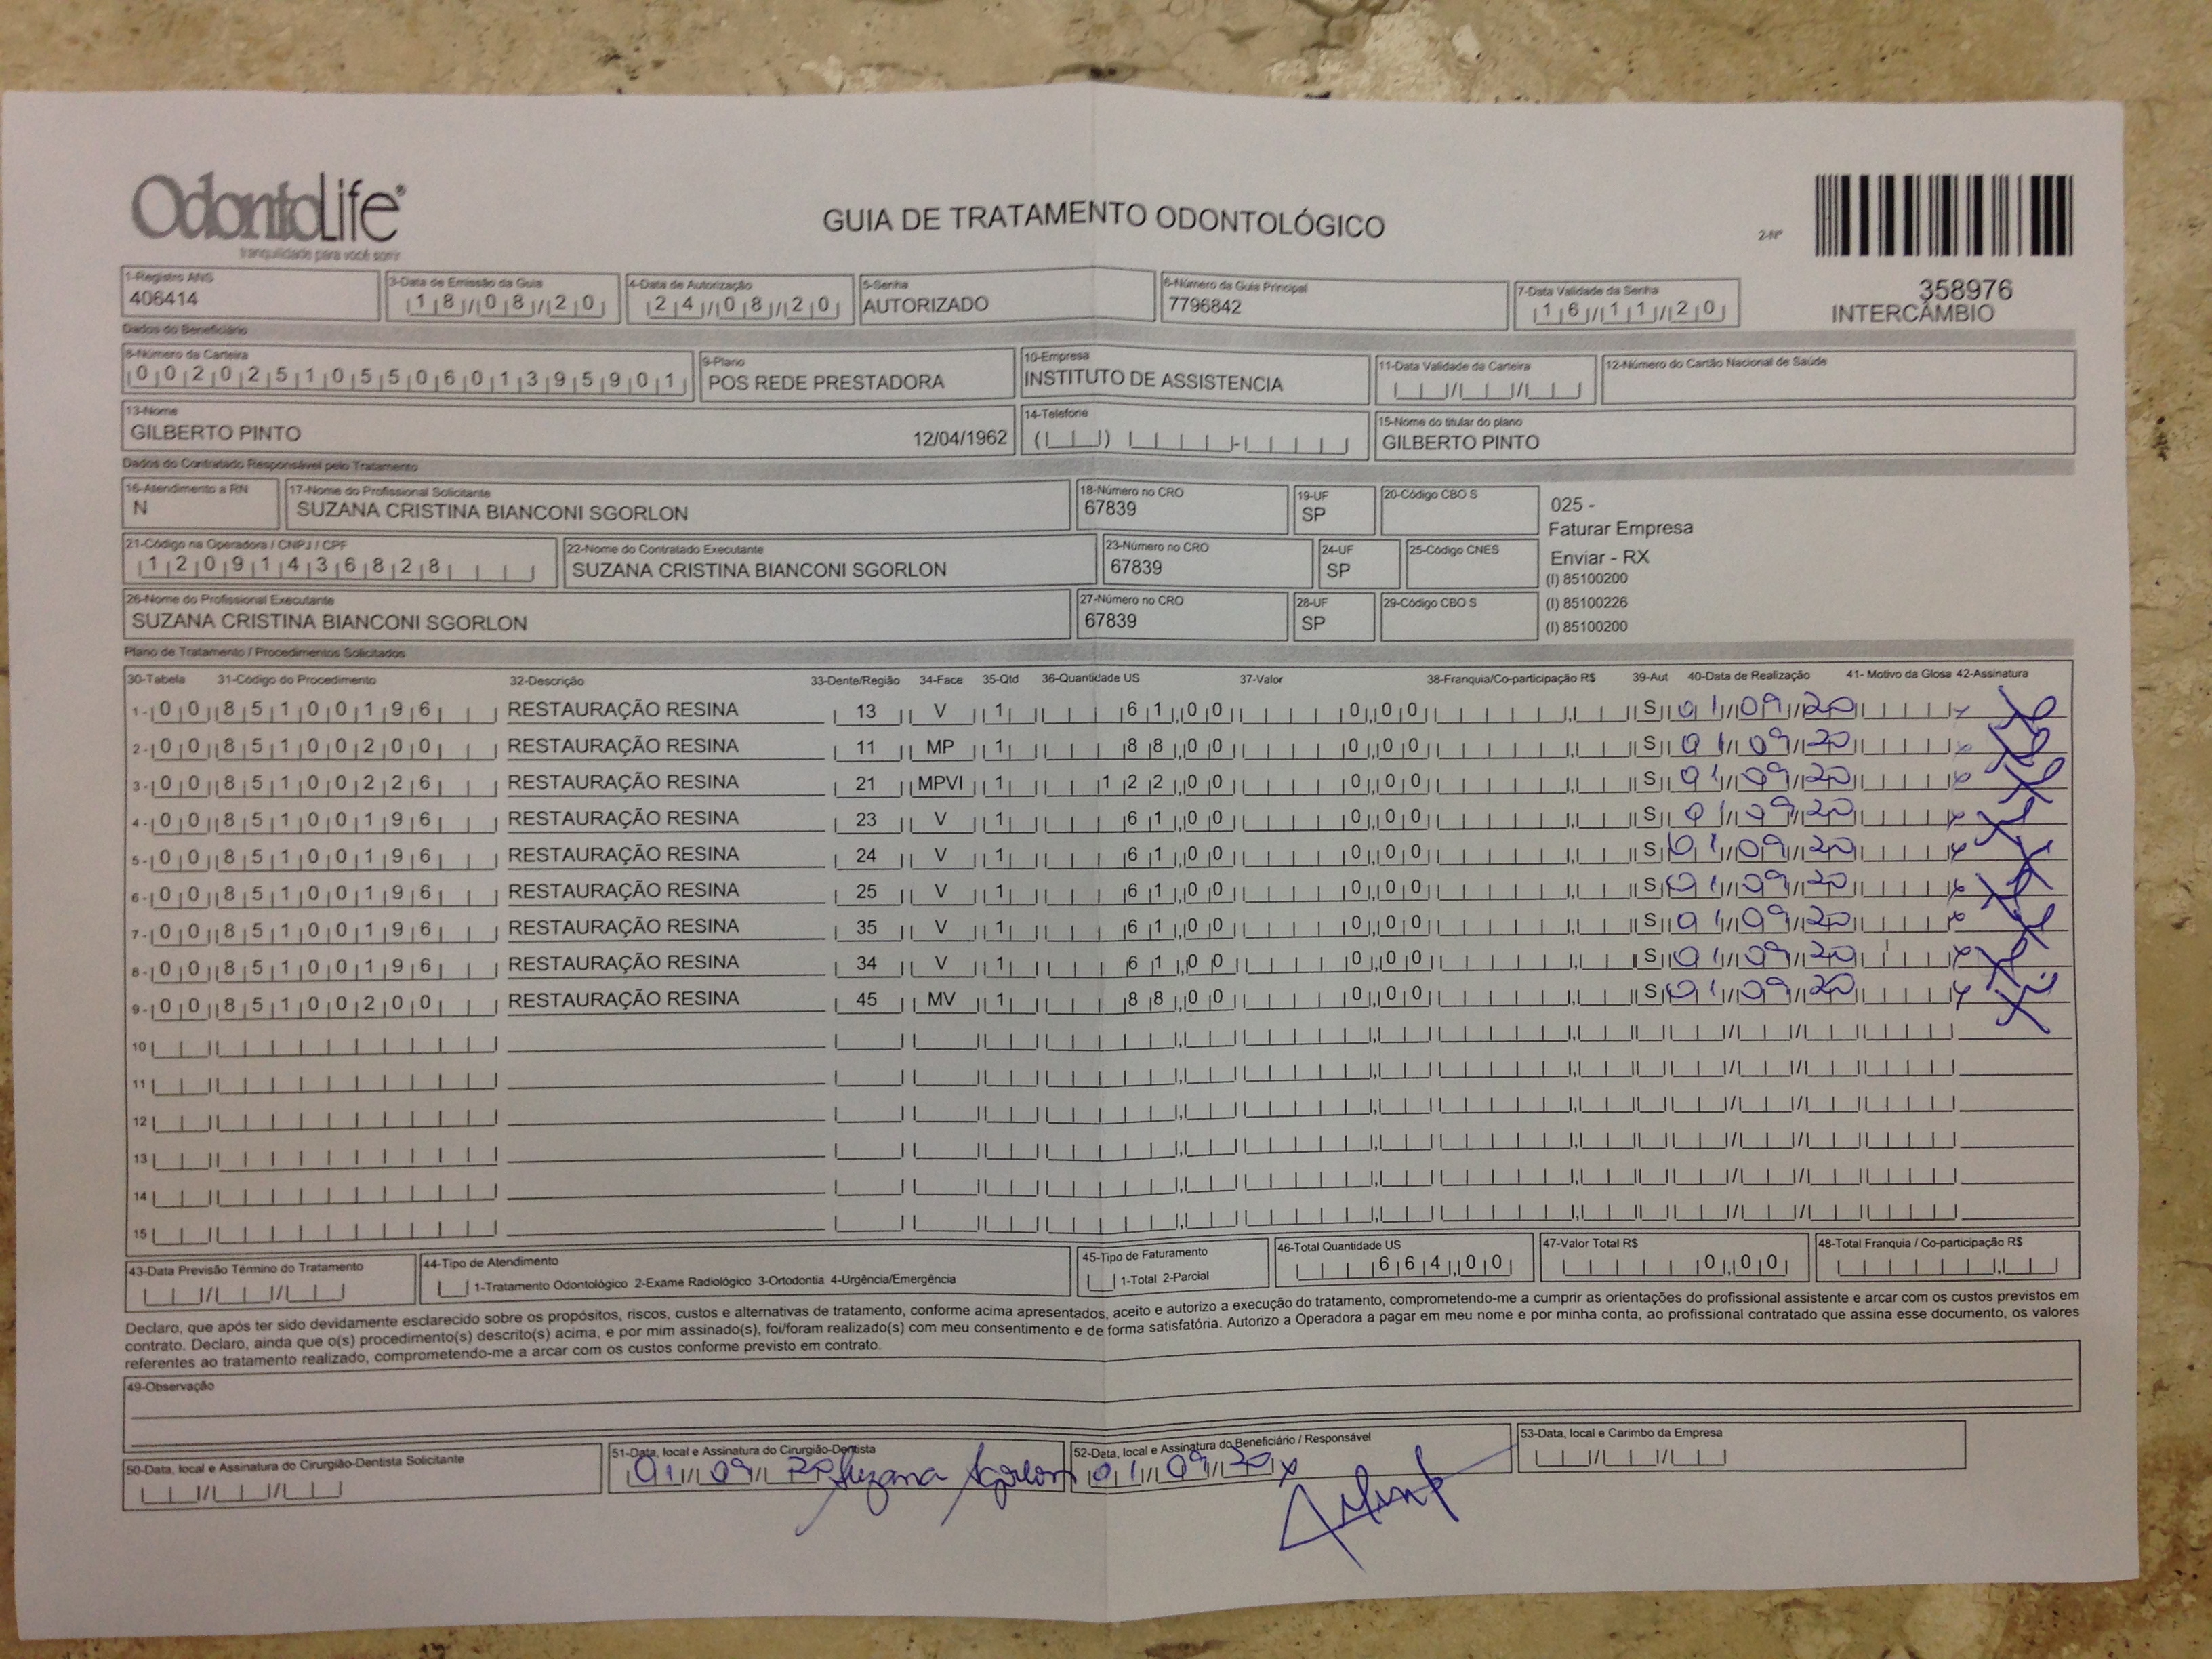 OdontoLife®
tranquilidade para você sorrir
GUIA DE TRATAMENTO ODONTOLÓGICO
2-Nº
358976
INTERCÂMBIO
1-Registro ANS
406414
3-Data de Emissão da Guia
18/08/20
4-Data de Autorização
24/08/20
5-Senha
AUTORIZADO
6-Número da Guia Principal
7796842
7-Data Validade da Senha
16/11/20
Dados do Beneficiário
8-Número da Carteira
00202510550601395901
9-Plano
POS REDE PRESTADORA
10-Empresa
INSTITUTO DE ASSISTENCIA
11-Data Validade da Carteira
12-Número do Cartão Nacional de Saúde
13-Nome
GILBERTO PINTO 12/04/1962
14-Telefone
15-Nome do titular do plano
GILBERTO PINTO
Dados do Contratado Responsável pelo Tratamento
16-Atendimento a RN
N
17-Nome do Profissional Solicitante
SUZANA CRISTINA BIANCONI SGORLON
18-Número no CRO
67839
19-UF
SP
20-Código CBO S
025 -
Faturar Empresa
Enviar - RX
(I) 85100200
(I) 85100226
(I) 85100200
21-Código na Operadora / CNPJ / CPF
12091436828
22-Nome do Contratado Executante
SUZANA CRISTINA BIANCONI SGORLON
23-Número no CRO
67839
24-UF
SP
25-Código CNES
26-Nome do Profissional Executante
SUZANA CRISTINA BIANCONI SGORLON
27-Número no CRO
67839
28-UF
SP
29-Código CBO S
Plano de Tratamento / Procedimentos Solicitados
30-Tabela 31-Código do Procedimento 32-Descrição 33-Dente/Região 34-Face 35-Qtd 36-Quantidade US 37-Valor 38-Franquia/Co-participação R$ 39-Aut 40-Data de Realização 41- Motivo da Glosa 42-Assinatura
1- 00 85100196 RESTAURAÇÃO RESINA 13 V 1 61,00 0,00 S 01/09/20
2- 00 85100200 RESTAURAÇÃO RESINA 11 MP 1 88,00 0,00 S 01/09/20
3- 00 85100226 RESTAURAÇÃO RESINA 21 MPVI 1 122,00 0,00 S 01/09/20
4- 00 85100196 RESTAURAÇÃO RESINA 23 V 1 61,00 0,00 S 01/09/20
5- 00 85100196 RESTAURAÇÃO RESINA 24 V 1 61,00 0,00 S 01/09/20
6- 00 85100196 RESTAURAÇÃO RESINA 25 V 1 61,00 0,00 S 01/09/20
7- 00 85100196 RESTAURAÇÃO RESINA 35 V 1 61,00 0,00 S 01/09/20
8- 00 85100196 RESTAURAÇÃO RESINA 34 V 1 61,00 0,00 S 01/09/20
9- 00 85100200 RESTAURAÇÃO RESINA 45 MV 1 88,00 0,00 S 01/09/20
10
11
12
13
14
15
43-Data Previsão Término do Tratamento
44-Tipo de Atendimento
1-Tratamento Odontológico 2-Exame Radiológico 3-Ortodontia 4-Urgência/Emergência
45-Tipo de Faturamento
1-Total 2-Parcial
46-Total Quantidade US
664,00
47-Valor Total R$
0,00
48-Total Franquia / Co-participação R$
Declaro, que após ter sido devidamente esclarecido sobre os propósitos, riscos, custos e alternativas de tratamento, conforme acima apresentados, aceito e autorizo a execução do tratamento, comprometendo-me a cumprir as orientações do profissional assistente e arcar com os custos previstos em
contrato. Declaro, ainda que o(s) procedimento(s) descrito(s) acima, e por mim assinado(s), foi/foram realizado(s) com meu consentimento e de forma satisfatória. Autorizo a Operadora a pagar em meu nome e por minha conta, ao profissional contratado que assina esse documento, os valores
referentes ao tratamento realizado, comprometendo-me a arcar com os custos conforme previsto em contrato.
49-Observação
50-Data, local e Assinatura do Cirurgião-Dentista Solicitante
51-Data, local e Assinatura do Cirurgião-Dentista
01/09/ Suzana Sgorlon
52-Data, local e Assinatura do Beneficiário / Responsável
01/09/20
53-Data, local e Carimbo da Empresa